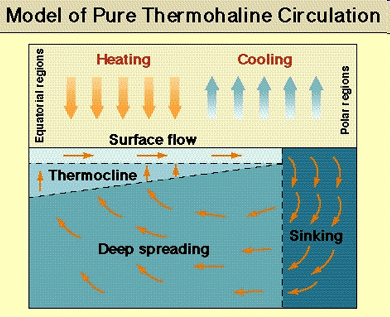 Model of Pure Thermohaline Circulation
Equatorial regions
Heating
Cooling
Polar regions
Surface flow
Thermocline
Deep spreading
Sinking